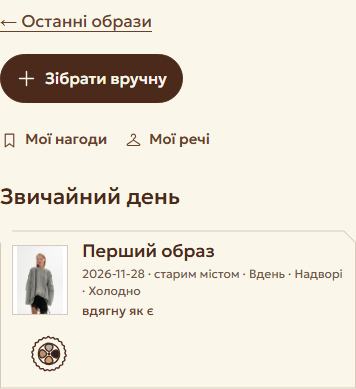 ← Останні образи
Зібрати вручну
Мої нагоди Мої речі
Звичайний день
Перший образ
2026-11-28 · старим містом · Вдень · Надворі
· Холодно
вдягну як є